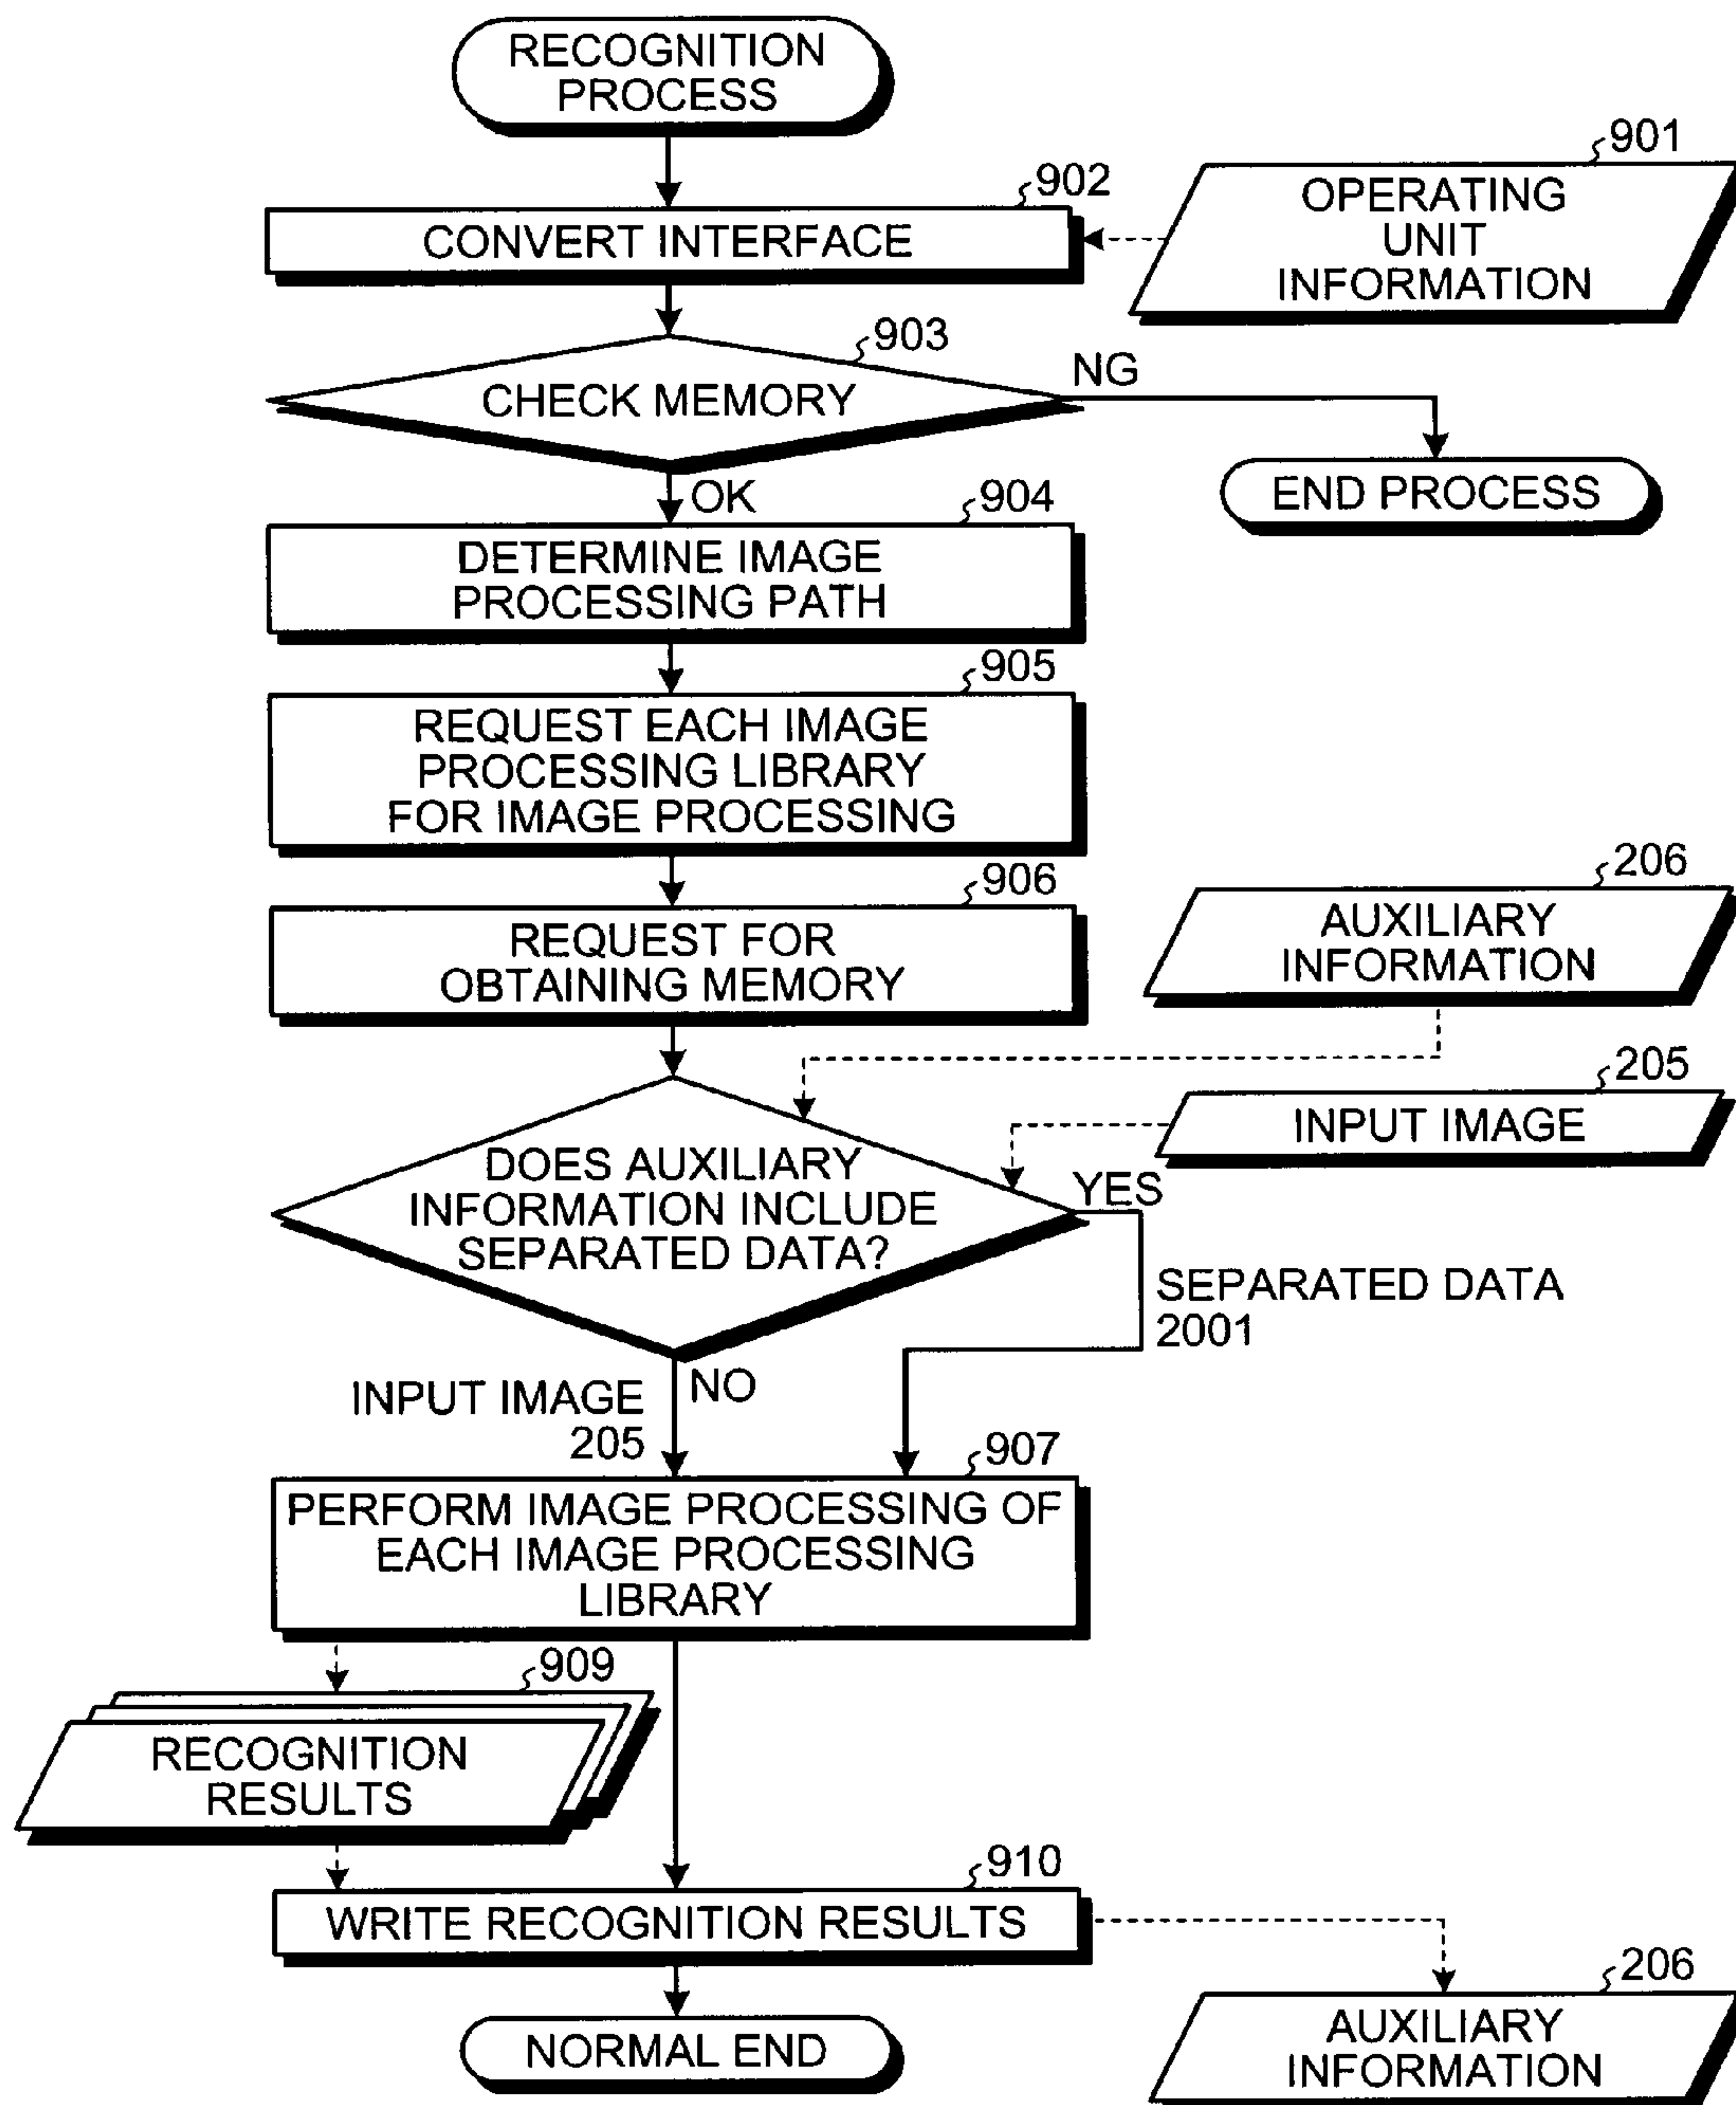 RECOGNITION
PROCESS
901
OPERATING
UNIT
INFORMATION
902
CONVERT INTERFACE
903
CHECK MEMORY
NG
END PROCESS
OK
904
DETERMINE IMAGE
PROCESSING PATH
905
REQUEST EACH IMAGE
PROCESSING LIBRARY
FOR IMAGE PROCESSING
906
REQUEST FOR
OBTAINING MEMORY
206
AUXILIARY
INFORMATION
205
INPUT IMAGE
DOES AUXILIARY
INFORMATION INCLUDE
SEPARATED DATA?
YES
SEPARATED DATA
2001
NO
INPUT IMAGE
205
907
PERFORM IMAGE PROCESSING OF
EACH IMAGE PROCESSING
LIBRARY
909
RECOGNITION
RESULTS
910
WRITE RECOGNITION RESULTS
206
AUXILIARY
INFORMATION
NORMAL END